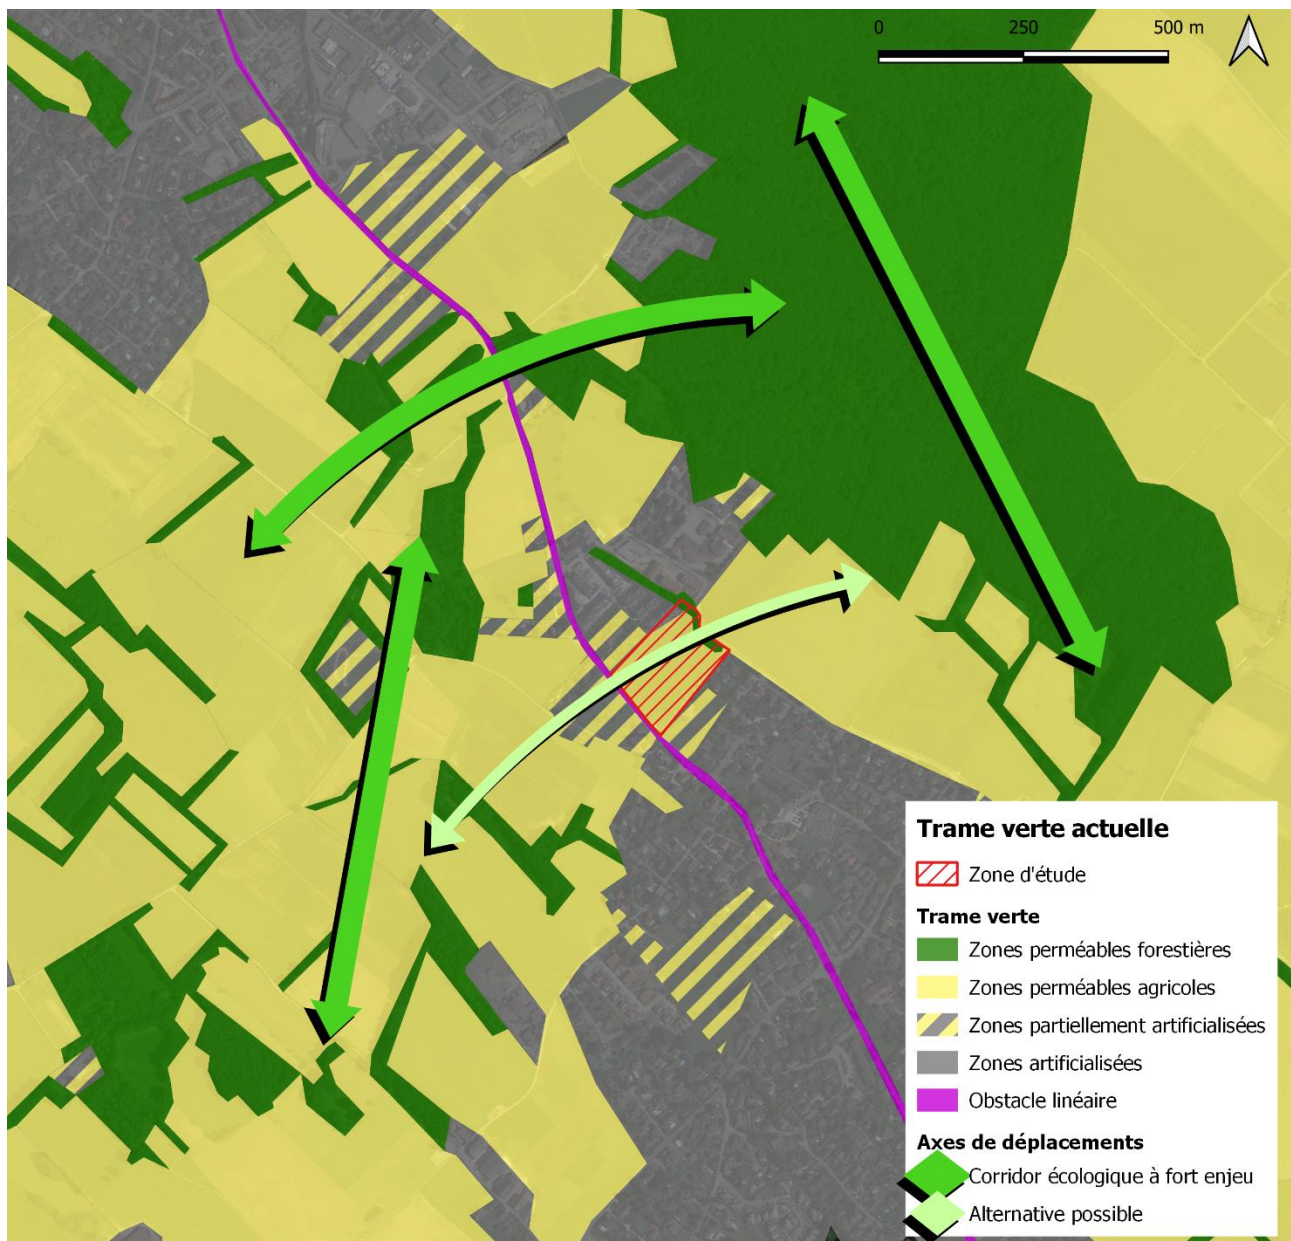 0 250 500 m
Trame verte actuelle
Zone d'étude
Trame verte
Zones perméables forestières
Zones perméables agricoles
Zones partiellement artificialisées
Zones artificialisées
Obstacle linéaire
Axes de déplacements
Corridor écologique à fort enjeu
Alternative possible